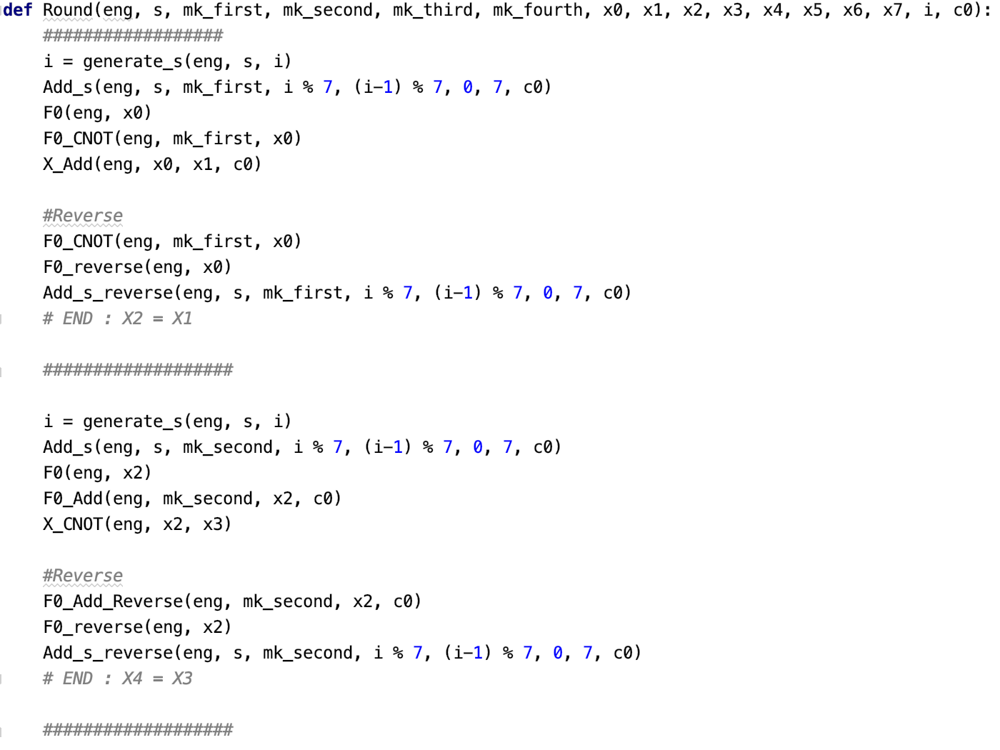 def Round(eng, s, mk_first, mk_second, mk_third, mk_fourth, x0, x1, x2, x3, x4, x5, x6, x7, i, c0):
    ##################
    i = generate_s(eng, s, i)
    Add_s(eng, s, mk_first, i % 7, (i-1) % 7, 0, 7, c0)
    F0(eng, x0)
    F0_CNOT(eng, mk_first, x0)
    X_Add(eng, x0, x1, c0)

    #Reverse
    F0_CNOT(eng, mk_first, x0)
    F0_reverse(eng, x0)
    Add_s_reverse(eng, s, mk_first, i % 7, (i-1) % 7, 0, 7, c0)
    # END : X2 = X1

    ###################

    i = generate_s(eng, s, i)
    Add_s(eng, s, mk_second, i % 7, (i-1) % 7, 0, 7, c0)
    F0(eng, x2)
    F0_Add(eng, mk_second, x2, c0)
    X_CNOT(eng, x2, x3)

    #Reverse
    F0_Add_Reverse(eng, mk_second, x2, c0)
    F0_reverse(eng, x2)
    Add_s_reverse(eng, s, mk_second, i % 7, (i-1) % 7, 0, 7, c0)
    # END : X4 = X3

    ###################